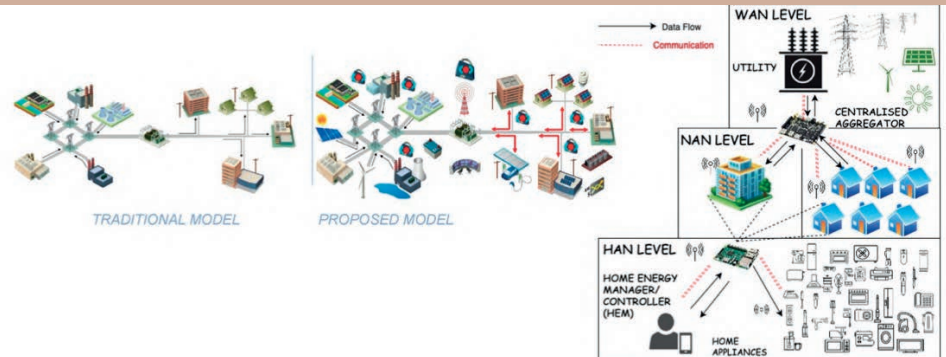 TRADITIONAL MODEL
PROPOSED MODEL
Data Flow
Communication
WAN LEVEL
UTILITY
CENTRALISED
AGGREGATOR
NAN LEVEL
HAN LEVEL
HOME ENERGY
MANAGER/
CONTROLLER
(HEM)
HOME
APPLIANCES